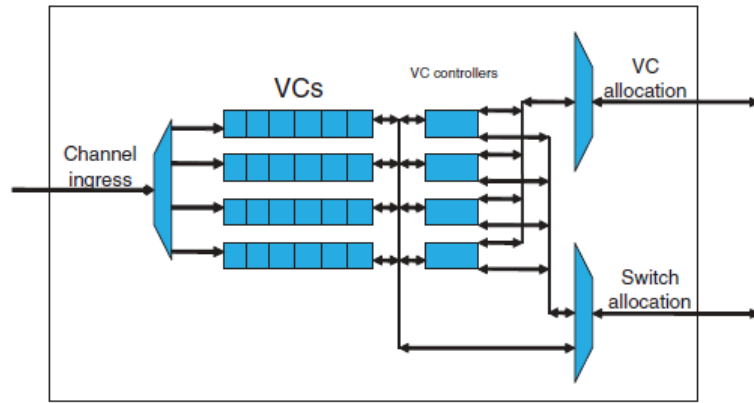 VCs
VC controllers
VC
allocation
Channel
ingress
Switch
allocation